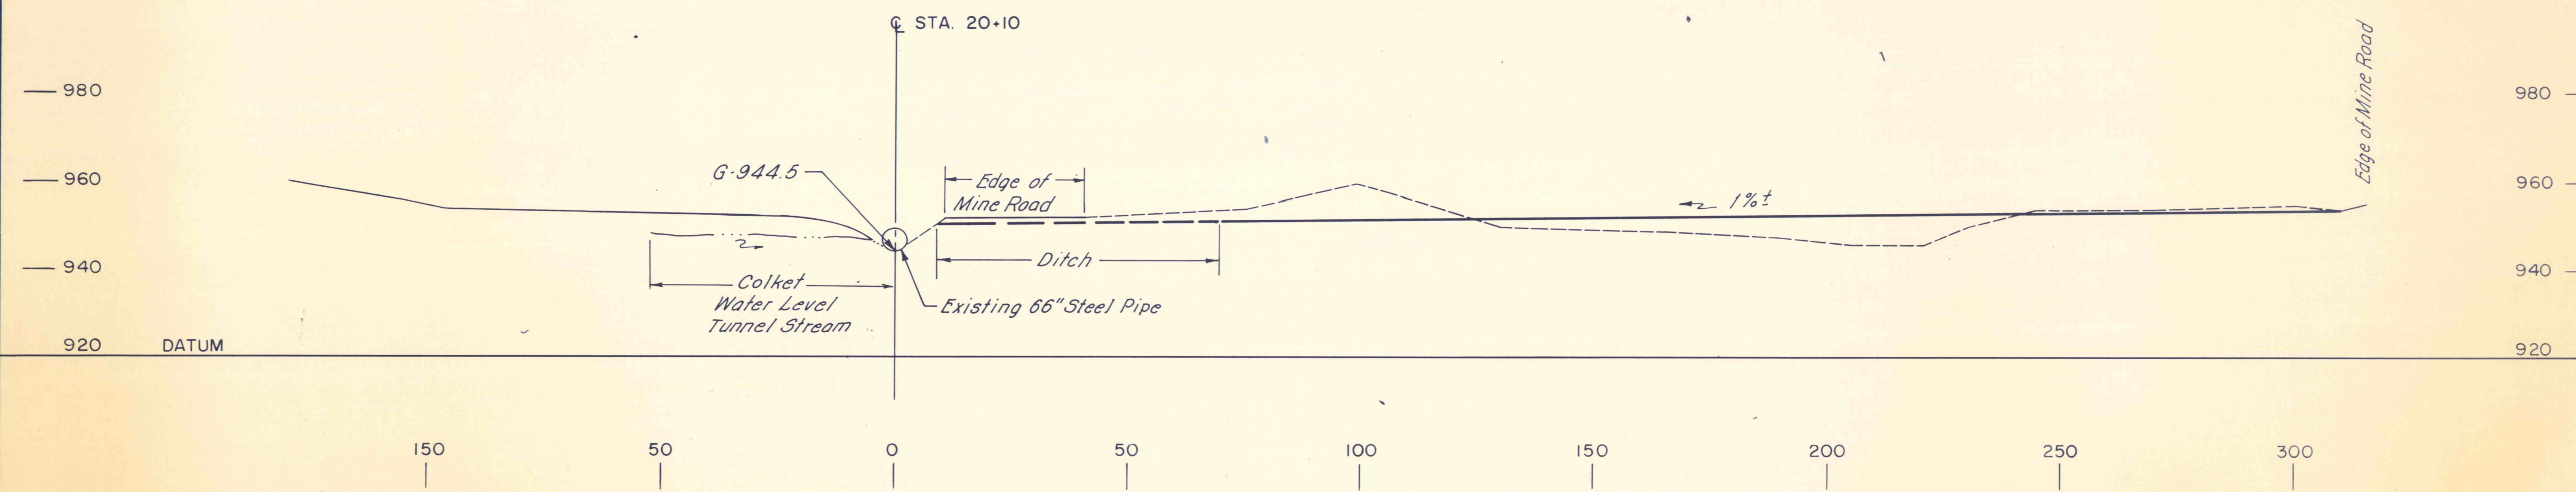 ℄ STA. 20+10
980
980
Edge of Mine Road
G-944.5
960
Edge of
Mine Road
1%±
960
940
Ditch
940
Colket
Water Level
Tunnel Stream
Existing 66" Steel Pipe
920 DATUM
920
150 50 0 50 100 150 200 250 300